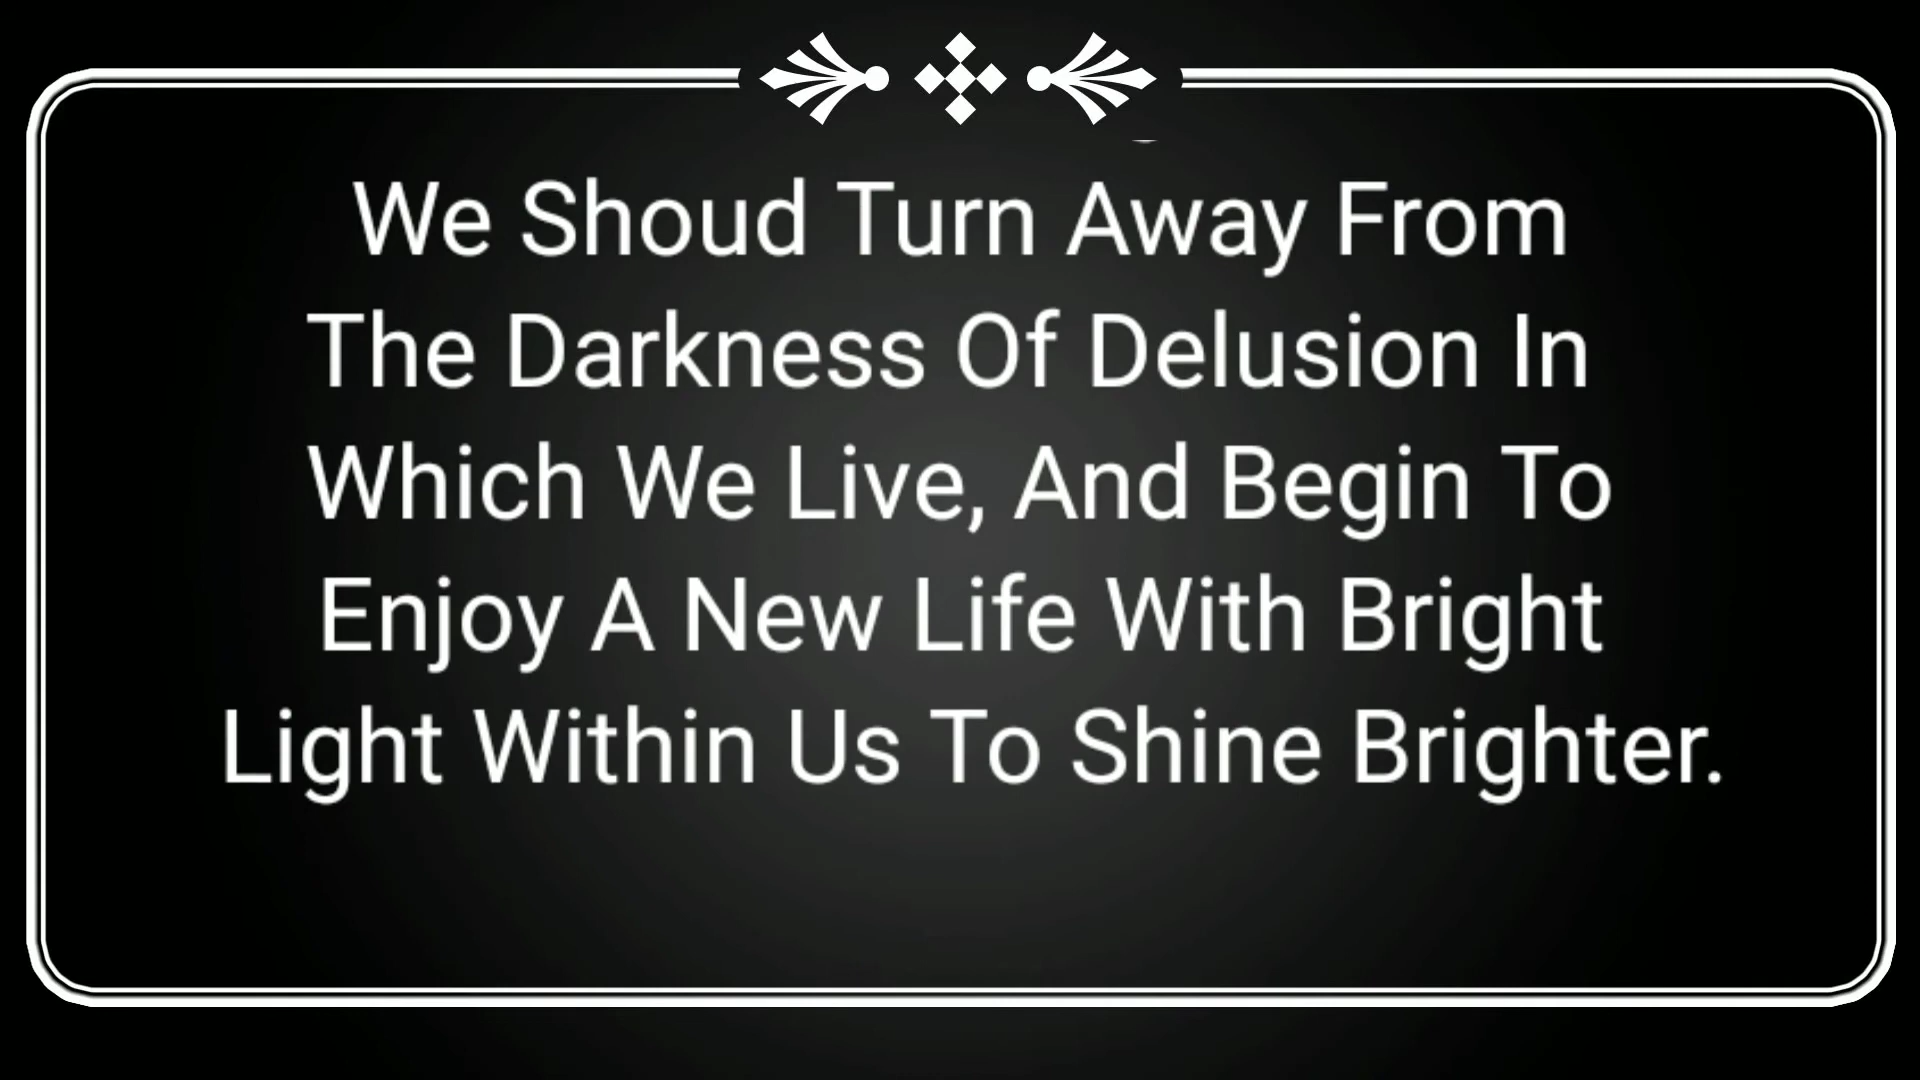 We Shoud Turn Away From
The Darkness Of Delusion In
Which We Live, And Begin To
Enjoy A New Life With Bright
Light Within Us To Shine Brighter.